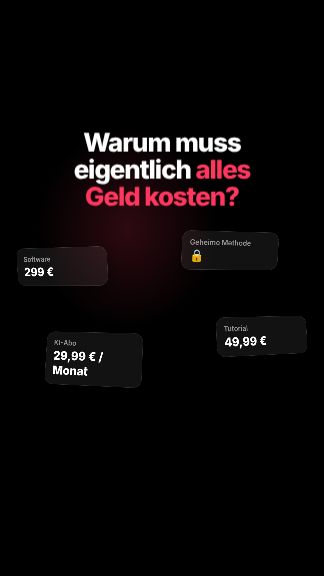 Warum muss
eigentlich alles
Geld kosten?
Geheime Methode
🔒
Software
299 €
Tutorial
49,99 €
KI-Abo
29,99 € /
Monat